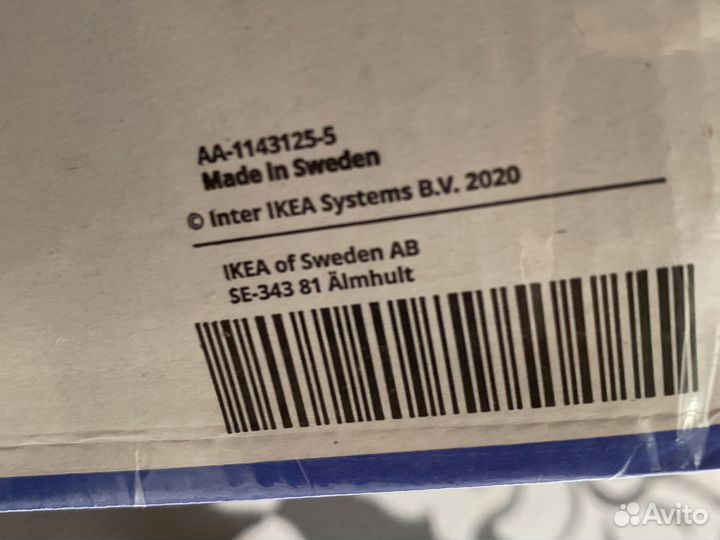 AA-1143125-5
Made in Sweden
© Inter IKEA Systems B.V. 2020
IKEA of Sweden AB
SE-343 81 Älmhult
Avito